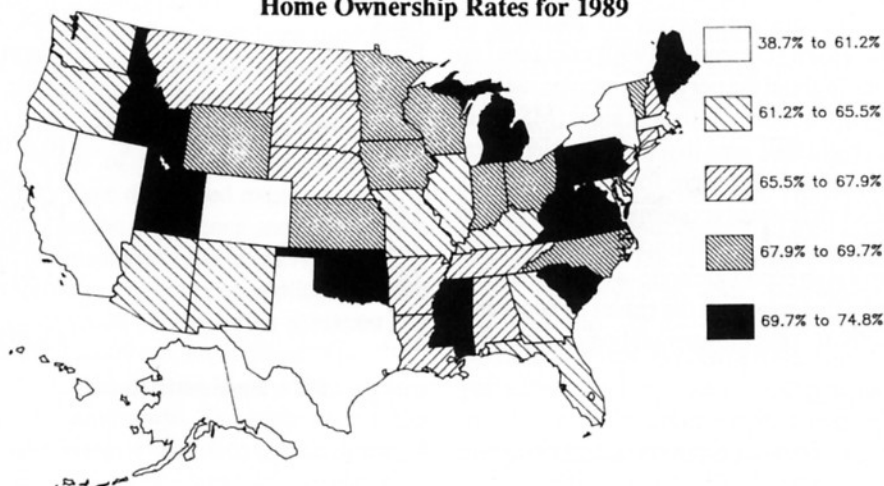 Home Ownership Rates for 1989
38.7% to 61.2%
61.2% to 65.5%
65.5% to 67.9%
67.9% to 69.7%
69.7% to 74.8%